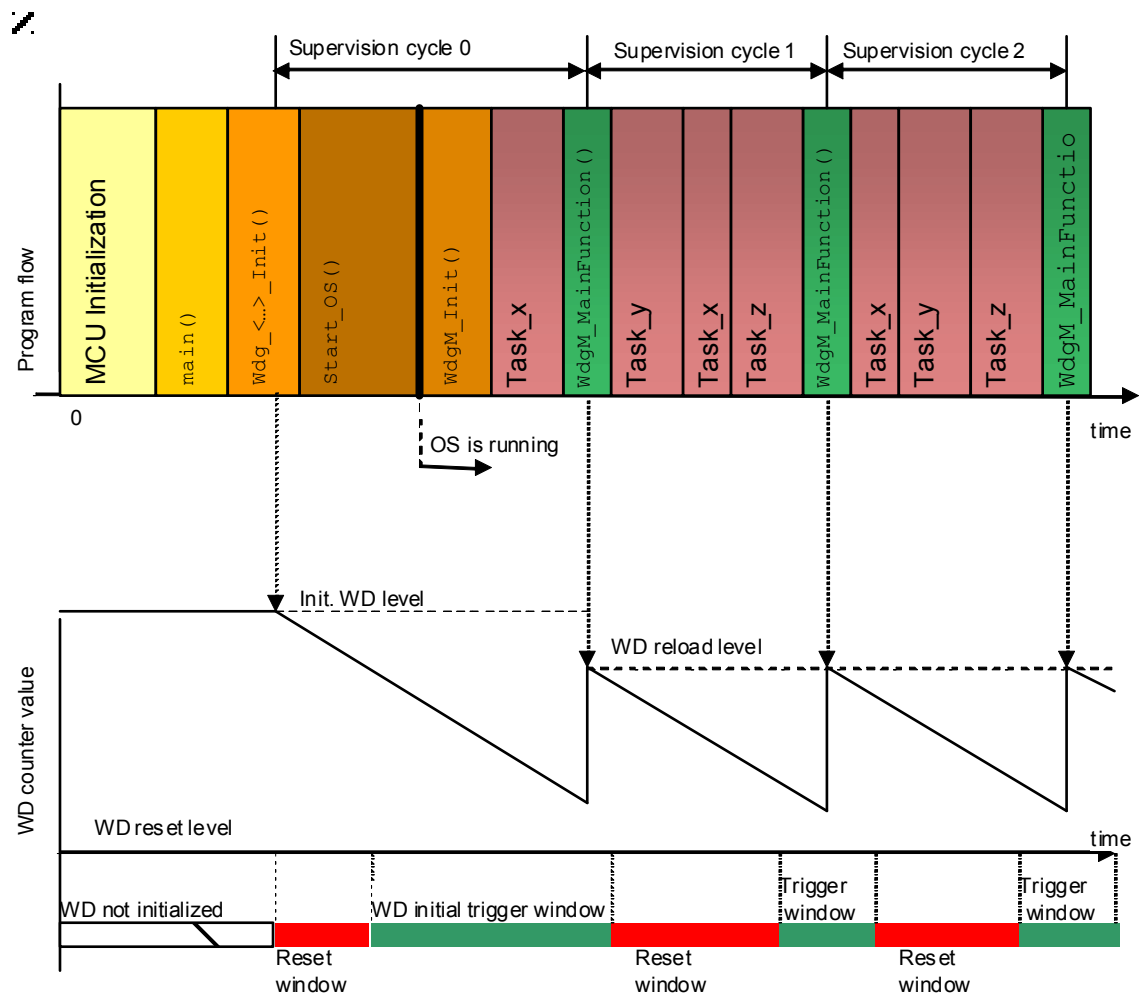 Supervision cycle 0
Supervision cycle 1
Supervision cycle 2
Program flow
MCU Initialization
main()
Wdg_<…>_Init()
Start_OS()
WdgM_Init()
Task_x
WdgM_MainFunction()
Task_y
Task_x
Task_z
WdgM_MainFunction()
Task_x
Task_y
Task_z
WdgM_MainFunctio
0
time
OS is running
Init. WD level
WD reload level
WD counter value
WD reset level
time
WD not initialized
WD initial trigger window
Trigger
window
Trigger
window
Reset
window
Reset
window
Reset
window